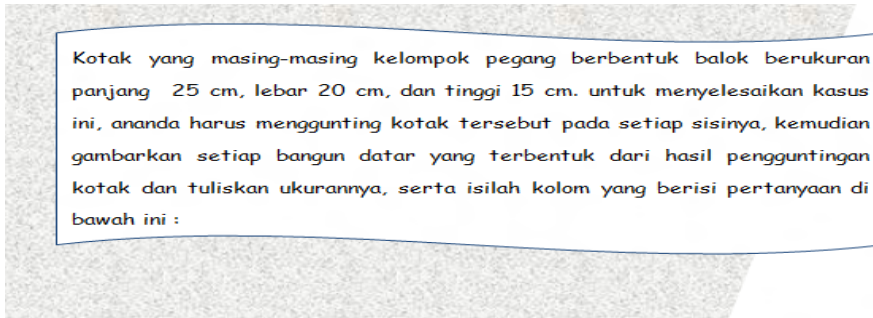 Kotak yang masing-masing kelompok pegang berbentuk balok berukuran
panjang 25 cm, lebar 20 cm, dan tinggi 15 cm. untuk menyelesaikan kasus
ini, ananda harus menggunting kotak tersebut pada setiap sisinya, kemudian
gambarkan setiap bangun datar yang terbentuk dari hasil pengguntingan
kotak dan tuliskan ukurannya, serta isilah kolom yang berisi pertanyaan di
bawah ini :